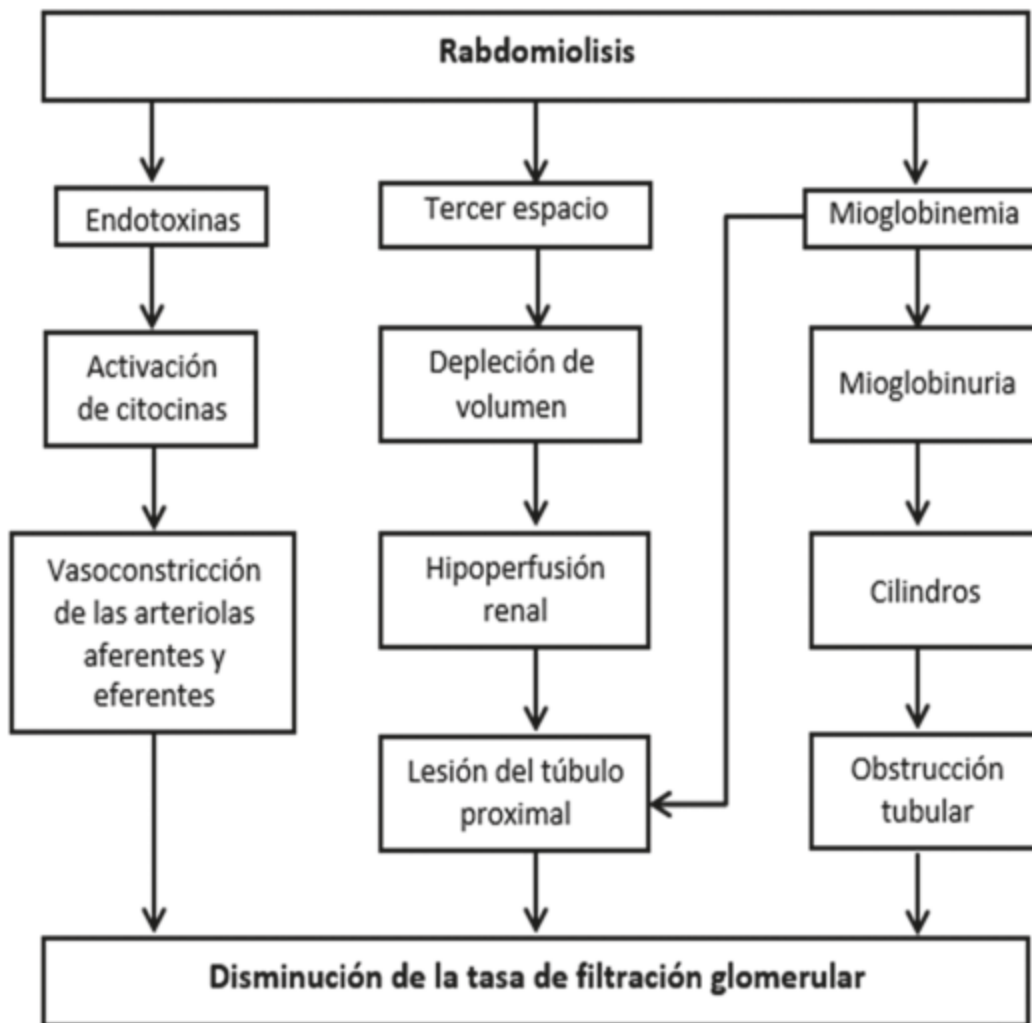 Rabdomiolisis
Endotoxinas
Tercer espacio
Mioglobinemia
Activación
de citocinas
Depleción de
volumen
Mioglobinuria
Vasoconstricción
de las arteriolas
aferentes y
eferentes
Hipoperfusión
renal
Cilindros
Lesión del túbulo
proximal
Obstrucción
tubular
Disminución de la tasa de filtración glomerular